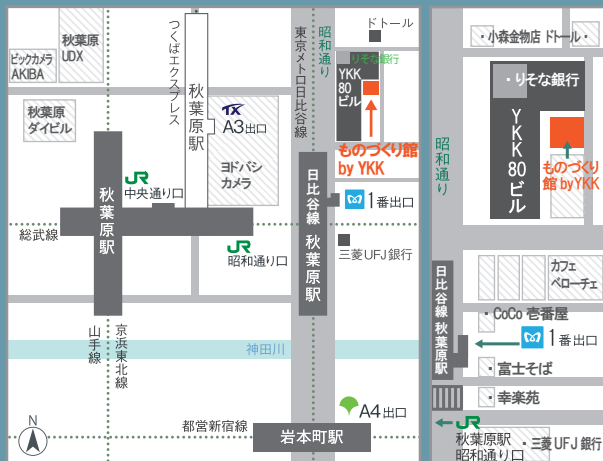 秋葉原
UDX
ビックカメラ
AKIBA
秋葉原
ダイビル
つくばエクスプレス
秋葉原駅
TX
A3出口
ヨドバシ
カメラ
東京メトロ日比谷線
昭和通り
ドトール
りそな銀行
YKK
80
ビル
ものづくり館
by YKK
JR
中央通り口
秋葉原駅
総武線
JR
昭和通り口
日比谷線 秋葉原駅
1番出口
三菱UFJ銀行
山手線
京浜東北線
神田川
N
都営新宿線
A4出口
岩本町駅
・小森金物店 ドトール・
・りそな銀行
YKK80ビル
ものづくり
館 byYKK
昭和通り
カフェ
ベローチェ
日比谷線 秋葉原駅
・CoCo 壱番屋
1番出口
・富士そば
・幸楽苑
JR
秋葉原駅
昭和通り口
・三菱UFJ 銀行